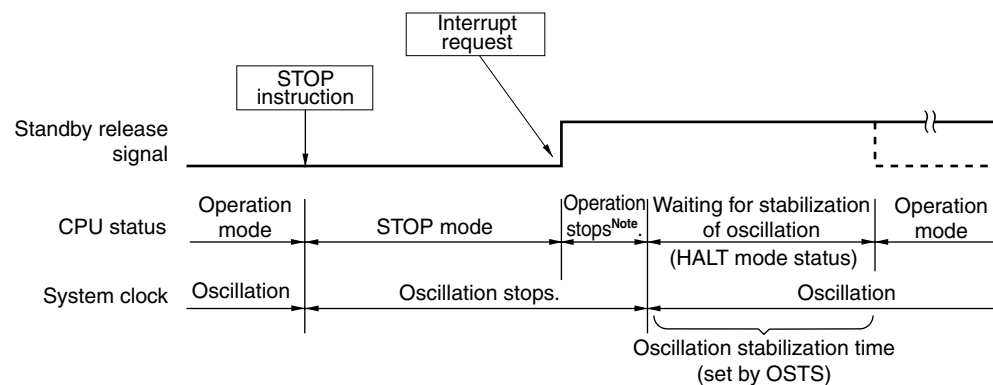 Interrupt
request
STOP
instruction
Standby release
signal
CPU status
Operation
mode
STOP mode
Operation
stopsNote.
Waiting for stabilization
of oscillation
(HALT mode status)
Operation
mode
System clock
Oscillation
Oscillation stops.
Oscillation
Oscillation stabilization time
(set by OSTS)